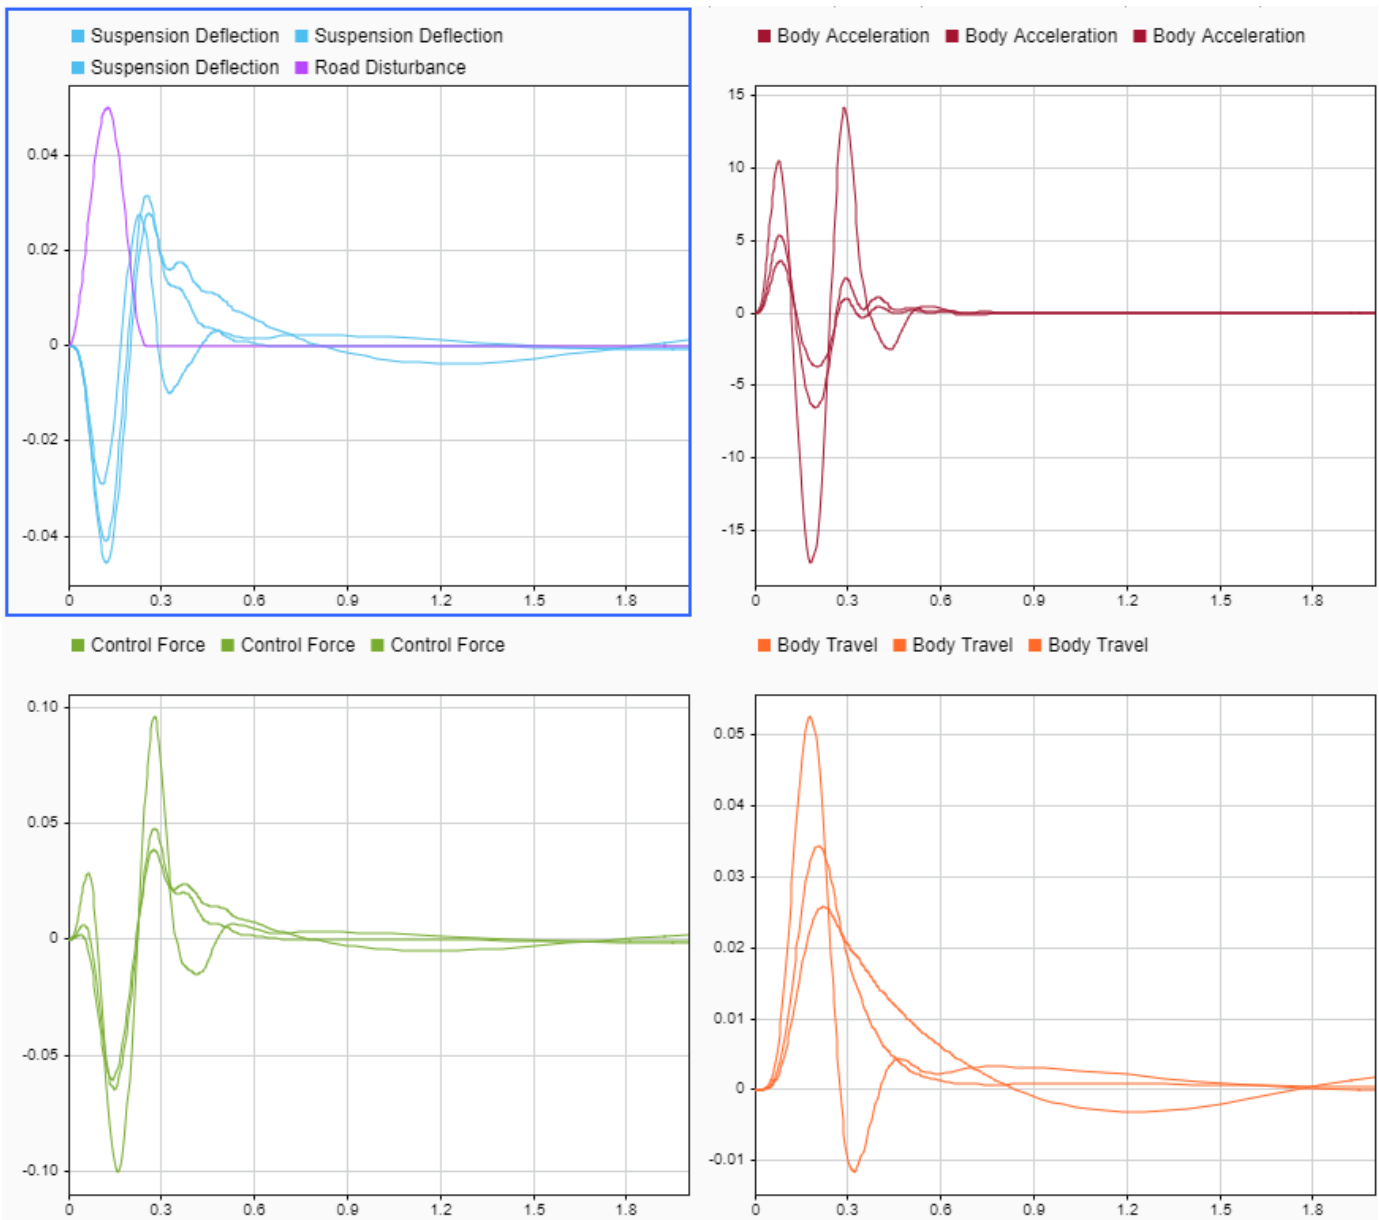 Suspension Deflection Suspension Deflection
Suspension Deflection Road Disturbance
0.04
0.02
0
-0.02
-0.04
0 0.3 0.6 0.9 1.2 1.5 1.8
Body Acceleration Body Acceleration Body Acceleration
15
10
5
0
-5
-10
-15
0 0.3 0.6 0.9 1.2 1.5 1.8
Control Force Control Force Control Force
0.10
0.05
0
-0.05
-0.10
0 0.3 0.6 0.9 1.2 1.5 1.8
Body Travel Body Travel Body Travel
0.05
0.04
0.03
0.02
0.01
0
-0.01
0 0.3 0.6 0.9 1.2 1.5 1.8